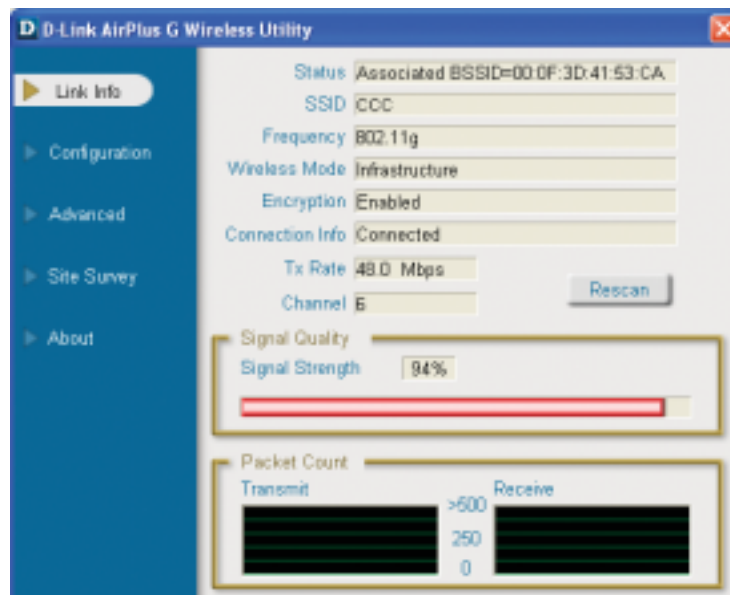 D D-Link AirPlus G Wireless Utility
Link Info
Configuration
Advanced
Site Survey
About
Status Associated BSSID=00:0F:3D:41:53:CA
SSID CCC
Frequency 802.11g
Wireless Mode Infrastructure
Encryption Enabled
Connection Info Connected
Tx Rate 48.0 Mbps
Channel 6
Rescan
Signal Quality
Signal Strength 94%
Packet Count
Transmit
>500
250
0
Receive